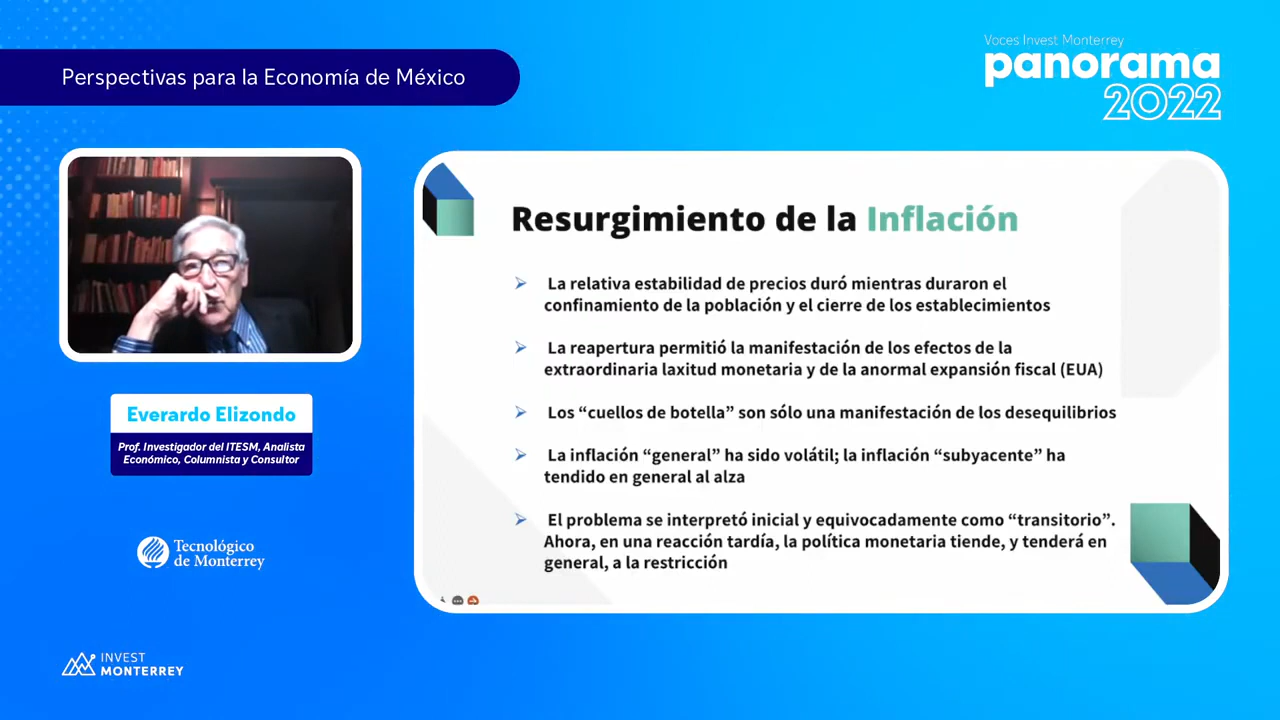 Perspectivas para la Economía de México
Voces Invest Monterrey
panorama
2022
Everardo Elizondo
Prof. Investigador del ITESM, Analista
Económico, Columnista y Consultor
Tecnológico
de Monterrey
INVEST
MONTERREY
Resurgimiento de la Inflación
La relativa estabilidad de precios duró mientras duraron el
confinamiento de la población y el cierre de los establecimientos
La reapertura permitió la manifestación de los efectos de la
extraordinaria laxitud monetaria y de la anormal expansión fiscal (EUA)
Los “cuellos de botella” son sólo una manifestación de los desequilibrios
La inflación “general” ha sido volátil; la inflación “subyacente” ha
tendido en general al alza
El problema se interpretó inicial y equivocadamente como “transitorio”.
Ahora, en una reacción tardía, la política monetaria tiende, y tenderá en
general, a la restricción